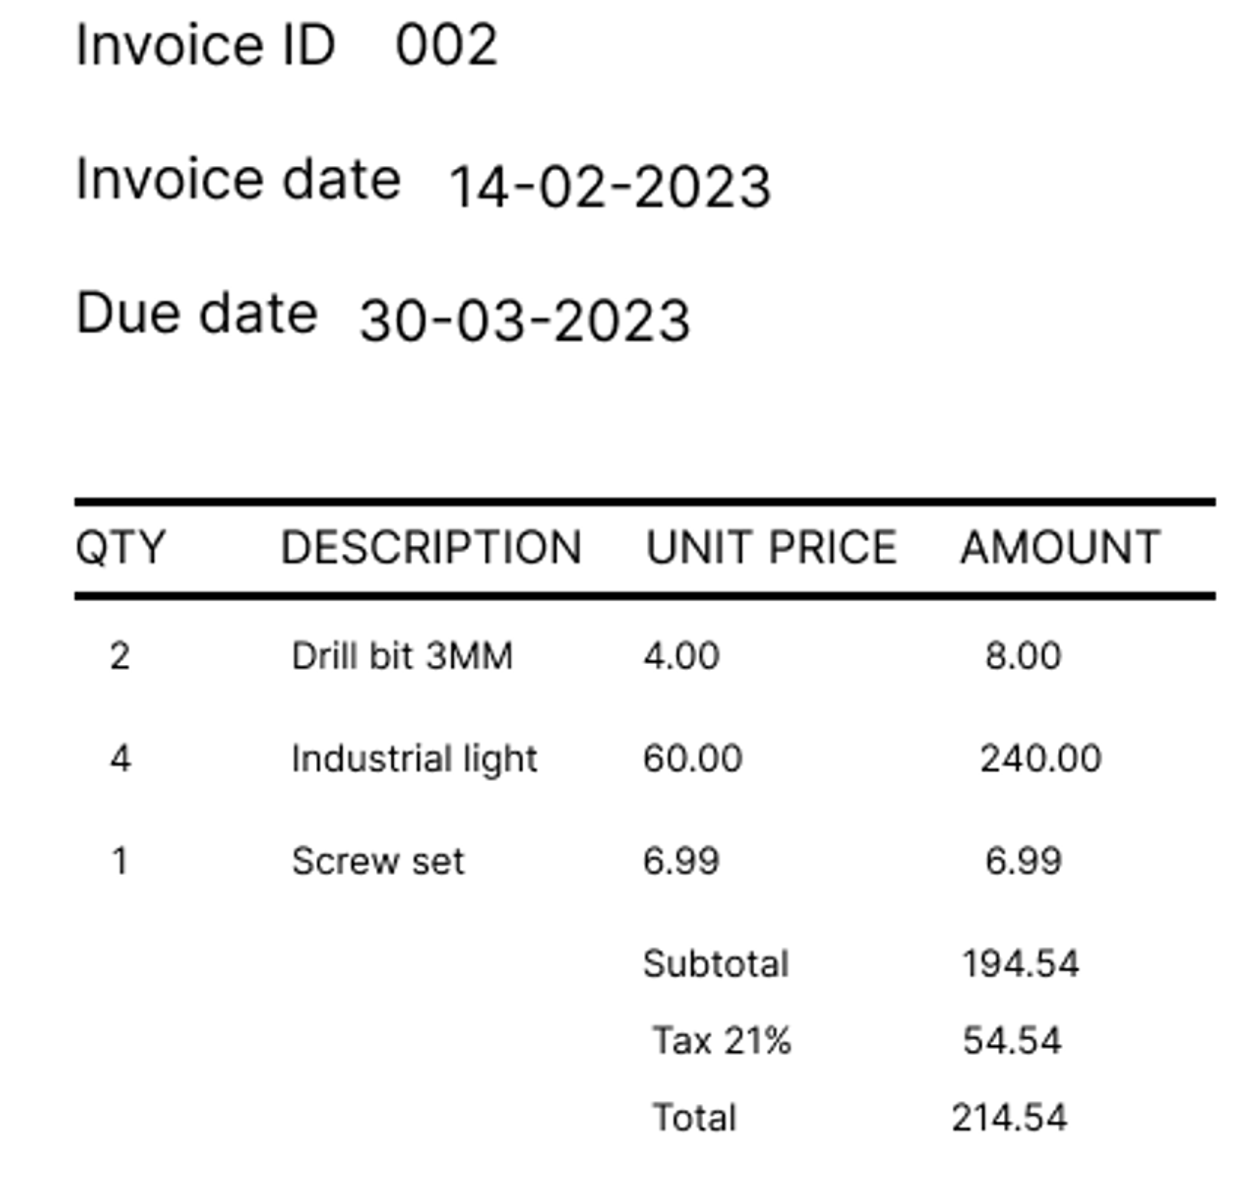 Invoice ID 002
Invoice date 14-02-2023
Due date 30-03-2023
QTY DESCRIPTION UNIT PRICE AMOUNT
2 Drill bit 3MM 4.00 8.00
4 Industrial light 60.00 240.00
1 Screw set 6.99 6.99
Subtotal 194.54
Tax 21% 54.54
Total 214.54